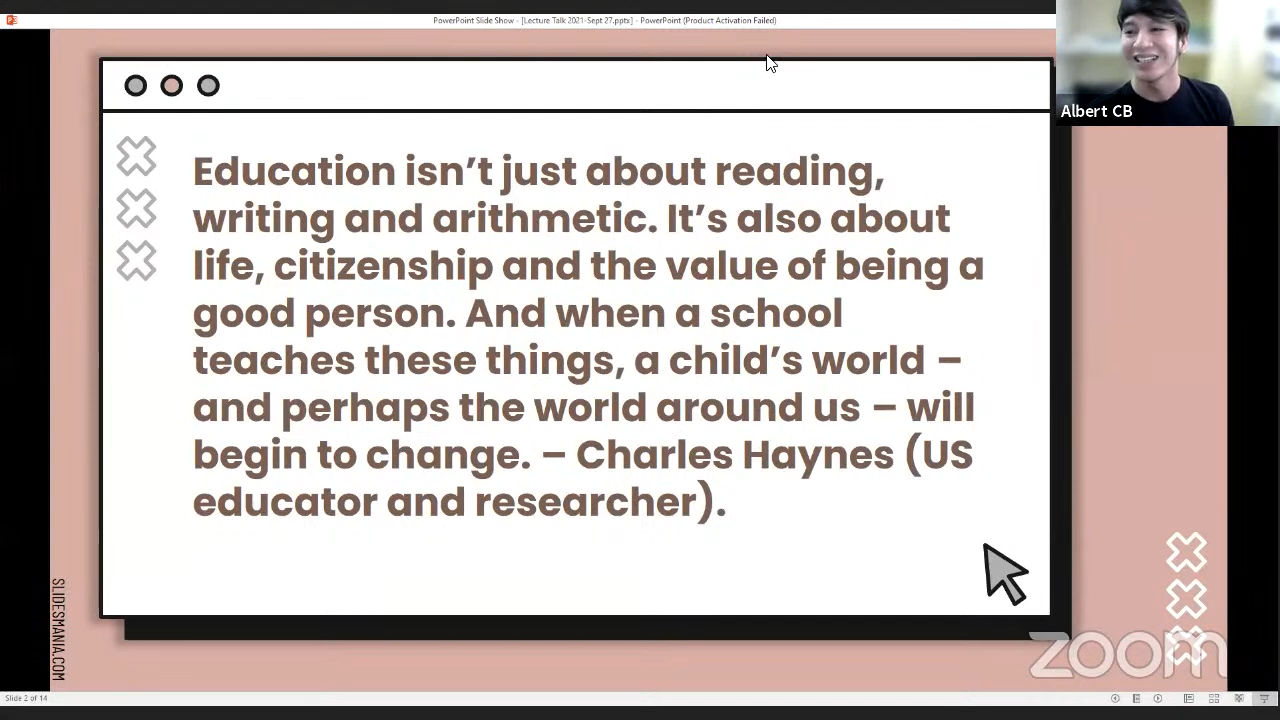 PowerPoint Slide Show - [Lecture Talk 2021-Sept 27.pptx] - PowerPoint (Product Activation Failed)
Albert CB
Education isn’t just about reading,
writing and arithmetic. It’s also about
life, citizenship and the value of being a
good person. And when a school
teaches these things, a child’s world –
and perhaps the world around us – will
begin to change. – Charles Haynes (US
educator and researcher).
SLIDESMANIA.COM
zoom
Slide 2 of 14